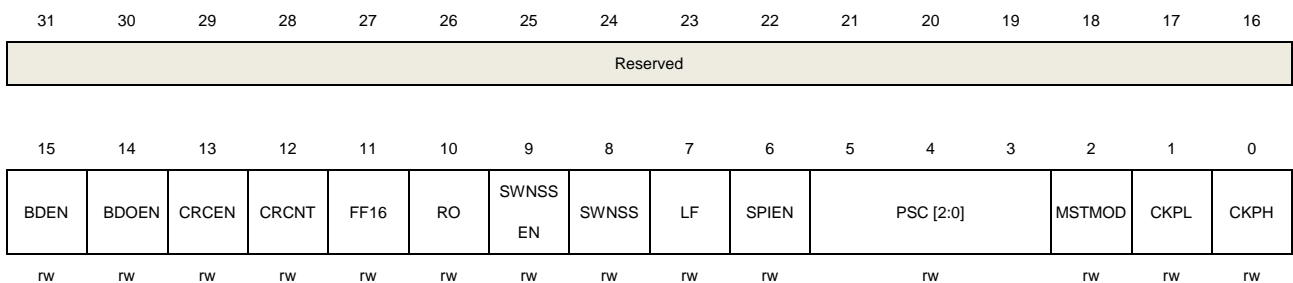 31 30 29 28 27 26 25 24 23 22 21 20 19 18 17 16
Reserved
15 14 13 12 11 10 9 8 7 6 5 4 3 2 1 0
BDEN BDOEN CRCEN CRCNT FF16 RO SWNSS EN SWNSS LF SPIEN PSC [2:0] MSTMOD CKPL CKPH
rw rw rw rw rw rw rw rw rw rw rw rw rw rw